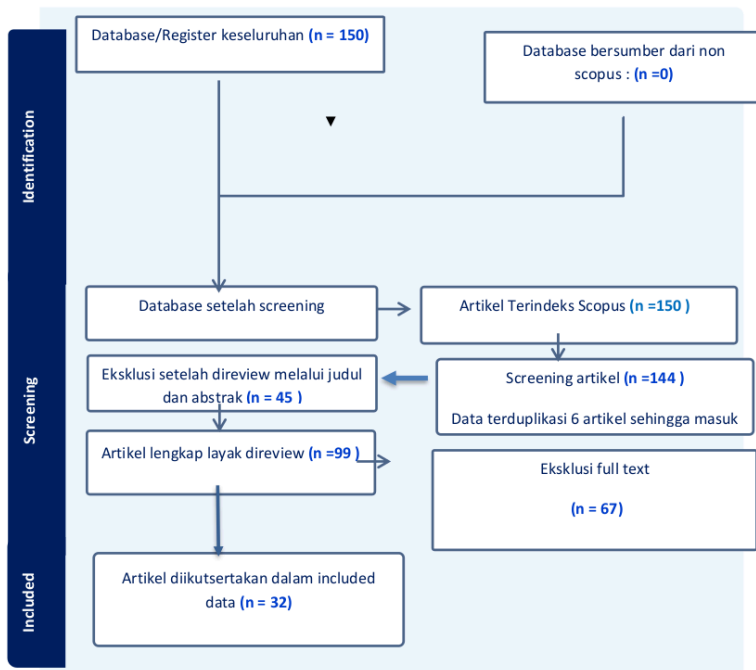 Database/Register keseluruhan (n = 150)
Database bersumber dari non
scopus : (n =0)
Identification
Database setelah screening
Artikel Terindeks Scopus (n =150 )
Eksklusi setelah direview melalui judul
dan abstrak (n = 45 )
Screening artikel (n =144 )
Data terduplikasi 6 artikel sehingga masuk
Screening
Artikel lengkap layak direview (n =99 )
Eksklusi full text
(n = 67)
Included
Artikel diikutsertakan dalam included
data (n = 32)